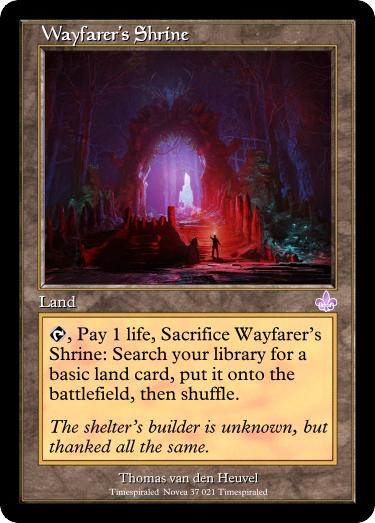 Wayfarer's Shrine
Land
, Pay 1 life, Sacrifice Wayfarer's
Shrine: Search your library for a
basic land card, put it onto the
battlefield, then shuffle.
The shelter's builder is unknown, but
thanked all the same.
Thomas van den Heuvel
Timespiraled Novea 37 021 Timespiraled